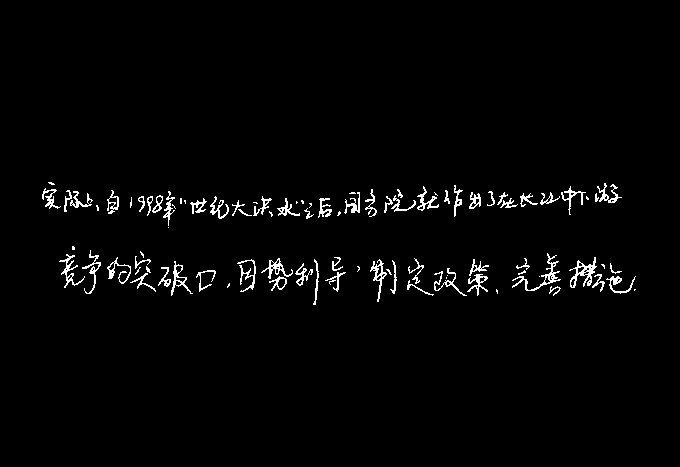 实际上,自1998年“世纪大洪水”之后,国务院就作出了在长江中下游
竞争的突破口,因势利导,制定政策、完善措施.